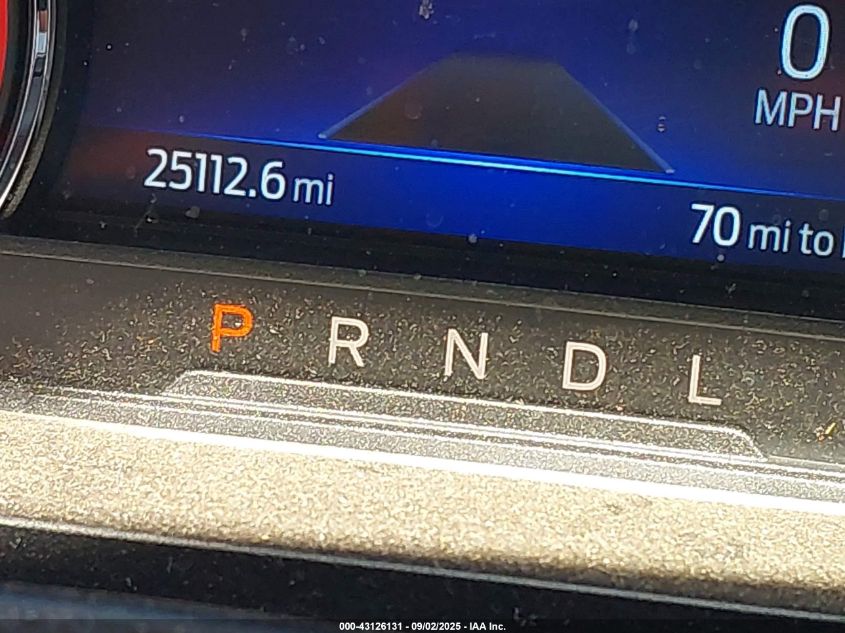 0
MPH
25112.6 mi
70 mi to
P R N D L
000-43126131 - 09/02/2025 - IAA Inc.